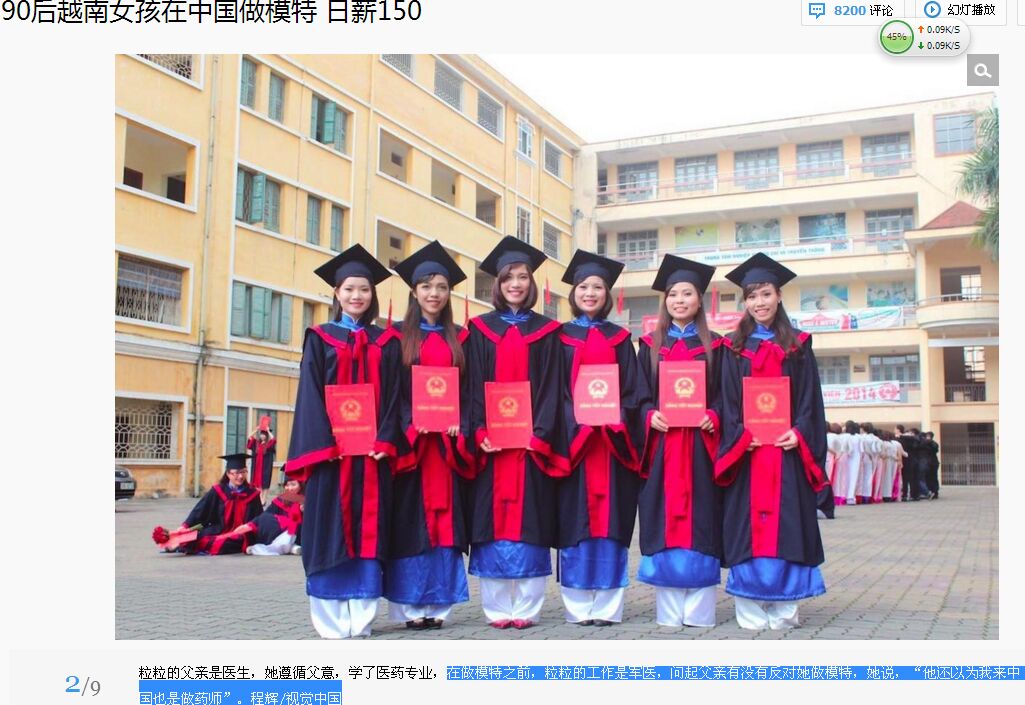 90后越南女孩在中国做模特 日薪150
8200 评论
幻灯播放
45%
0.09K/S
0.09K/S
2014
2/9
粒粒的父亲是医生，她遵循父意，学了医药专业，在做模特之前，粒粒的工作是军医，问起父亲有没有反对她做模特，她说，“他还以为我来中
国也是做药师”。程辉/视觉中国